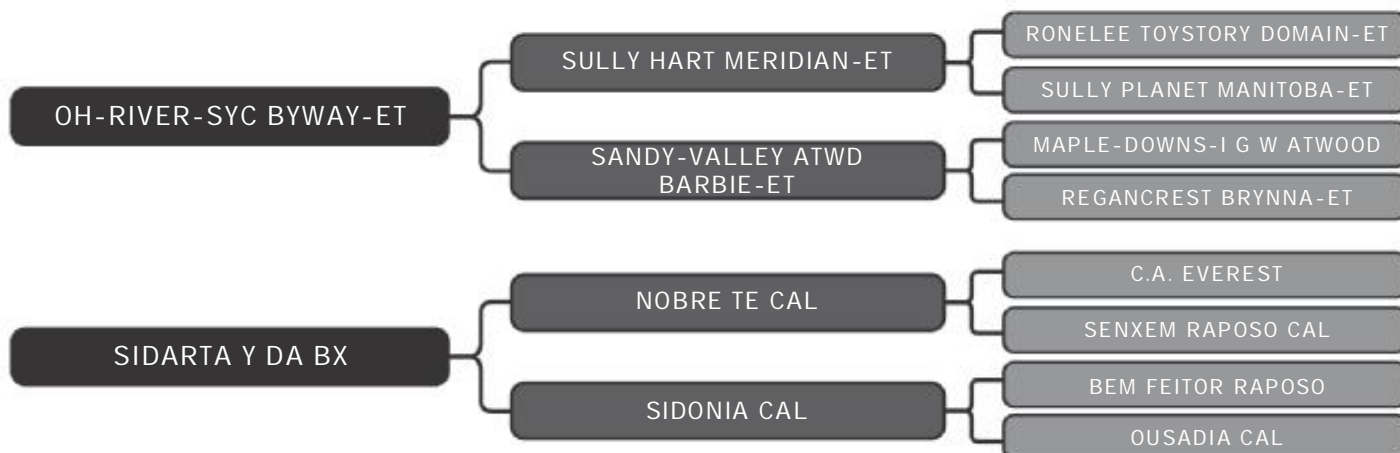 RONELEE TOYSTORY DOMAIN-ET
SULLY HART MERIDIAN-ET
SULLY PLANET MANITOBA-ET
OH-RIVER-SYC BYWAY-ET
MAPLE-DOWNS-I G W ATWOOD
SANDY-VALLEY ATWD
BARBIE-ET
REGANCREST BRYNNA-ET
C.A. EVEREST
NOBRE TE CAL
SENXEM RAPOSO CAL
SIDARTA Y DA BX
BEM FEITOR RAPOSO
SIDONIA CAL
OUSADIA CAL